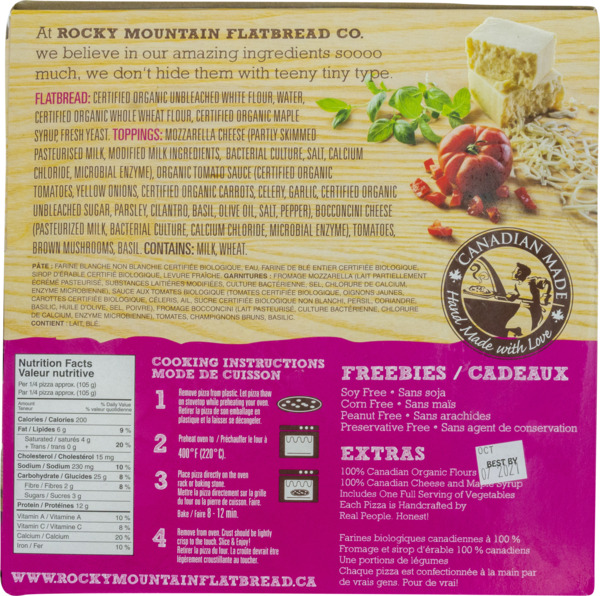 At ROCKY MOUNTAIN FLATBREAD CO.
we believe in our amazing ingredients soooo
much, we don't hide them with teeny tiny type.
FLATBREAD: CERTIFIED ORGANIC UNBLEACHED WHITE FLOUR, WATER,
CERTIFIED ORGANIC WHOLE WHEAT FLOUR, CERTIFIED ORGANIC MAPLE
SYRUP, FRESH YEAST. TOPPINGS: MOZZARELLA CHEESE (PARTLY SKIMMED
PASTEURISED MILK, MODIFIED MILK INGREDIENTS, BACTERIAL CULTURE, SALT, CALCIUM
CHLORIDE, MICROBIAL ENZYME), ORGANIC TOMATO SAUCE (CERTIFIED ORGANIC
TOMATOES, YELLOW ONIONS, CERTIFIED ORGANIC CARROTS, CELERY, GARLIC, CERTIFIED ORGANIC
UNBLEACHED SUGAR, PARSLEY, CILANTRO, BASIL, OLIVE OIL, SALT, PEPPER), BOCCONCINI CHEESE
(PASTEURIZED MILK, BACTERIAL CULTURE, CALCIUM CHLORIDE, MICROBIAL ENZYME), TOMATOES,
BROWN MUSHROOMS, BASIL. CONTAINS: MILK, WHEAT.
PÂTE : FARINE BLANCHE NON BLANCHIE CERTIFIÉE BIOLOGIQUE, EAU, FARINE DE BLÉ ENTIER CERTIFIÉE BIOLOGIQUE,
SIROP D'ÉRABLE CERTIFIÉ BIOLOGIQUE, LEVURE FRAÎCHE. GARNITURES : FROMAGE MOZZARELLA (LAIT PARTIELLEMENT
ÉCRÉMÉ PASTEURISÉ, SUBSTANCES LAITIÈRES MODIFIÉES, CULTURE BACTÉRIENNE, SEL, CHLORURE DE CALCIUM,
ENZYME MICROBIENNE), SAUCE AUX TOMATES BIOLOGIQUE (TOMATES CERTIFIÉE BIOLOGIQUE, OIGNONS JAUNES,
CAROTTES CERTIFIÉE BIOLOGIQUE, CÉLERIS, AIL, SUCRE CERTIFIÉE BIOLOGIQUE NON BLANCHI, PERSIL, CORIANDRE,
BASILIC, HUILE D'OLIVE, SEL, POIVRE), FROMAGE BOCCONCINI (LAIT PASTEURISÉ, CULTURE BACTÉRIENNE, CHLORURE
DE CALCIUM, ENZYME MICROBIENNE), TOMATES, CHAMPIGNONS BRUNS, BASILIC.
CONTIENT : LAIT, BLÉ.
CANADIAN MADE
Hand Made with Love
Nutrition Facts
Valeur nutritive
Per 1/4 pizza approx. (105 g)
Par 1/4 pizza approx. (105 g)
Amount % Daily Value
Teneur % valeur quotidienne
Calories / Calories 200
Fat / Lipides 6 g 9 %
Saturated / saturés 4 g
+ Trans / trans 0 g 20 %
Cholesterol / Cholestérol 15 mg
Sodium / Sodium 230 mg 10 %
Carbohydrate / Glucides 25 g 8 %
Fibre / Fibres 2 g 8 %
Sugars / Sucres 3 g
Protein / Protéines 12 g
Vitamin A / Vitamine A 10 %
Vitamin C / Vitamine C 8 %
Calcium / Calcium 20 %
Iron / Fer 10 %
COOKING INSTRUCTIONS
MODE DE CUISSON
1 Remove pizza from plastic. Let pizza thaw
on stovetop while preheating your oven.
Retirer la pizza de son emballage en
plastique et la laisser se décongeler.
2 Preheat oven to / Préchauffer le four à
400°F (220°C).
3 Place pizza directly on the oven
rack or baking stone.
Mettre la pizza directement sur la grille
du four ou la pierre de cuisson. Faire.
Bake / Faire 8 - 12 min.
4 Remove from oven. Crust should be lightly
crisp to the touch. Slice & Enjoy!
Retirer la pizza du four. La croûte devrait être
légèrement croustillante au toucher.
WWW.ROCKYMOUNTAINFLATBREAD.CA
FREEBIES / CADEAUX
Soy Free • Sans soja
Corn Free • Sans maïs
Peanut Free • Sans arachides
Preservative Free • Sans agent de conservation
EXTRAS
OCT
BEST BY
07 2021
100% Canadian Organic Flours
100% Canadian Cheese and Maple Syrup
Includes One Full Serving of Vegetables
Each Pizza is Handcrafted by
Real People. Honest!
Farines biologiques canadiennes à 100 %
Fromage et sirop d'érable 100 % canadiens
Une portions de légumes
Chaque pizza est confectionnée à la main par
de vrais gens. Pour de vrai!